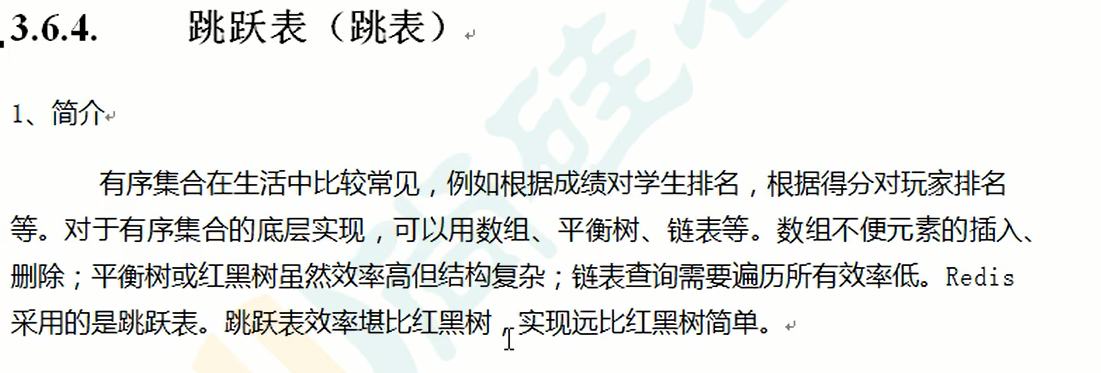 3.6.4. 跳跃表（跳表）
1、简介
有序集合在生活中比较常见，例如根据成绩对学生排名，根据得分对玩家排名
等。对于有序集合的底层实现，可以用数组、平衡树、链表等。数组不便元素的插入、
删除；平衡树或红黑树虽然效率高但结构复杂；链表查询需要遍历所有效率低。Redis
采用的是跳跃表。跳跃表效率堪比红黑树，实现远比红黑树简单。
尚硅谷